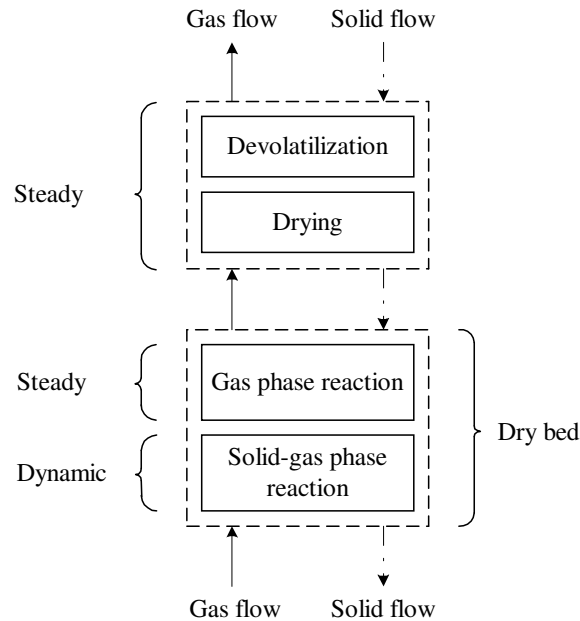 Gas flow
Solid flow
Devolatilization
Steady
Drying
Steady
Gas phase reaction
Dry bed
Dynamic
Solid-gas phase
reaction
Gas flow
Solid flow